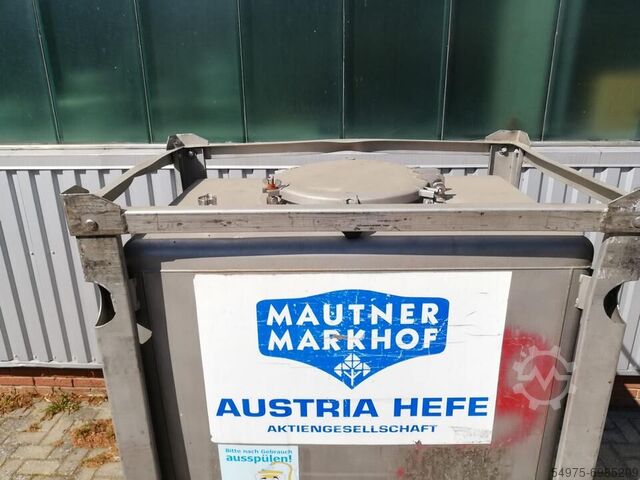 MAUTNER
MARKHOF
AUSTRIA HEFE
AKTIENGESELLSCHAFT
Bitte nach Gebrauch
ausspülen!
54975-6985209